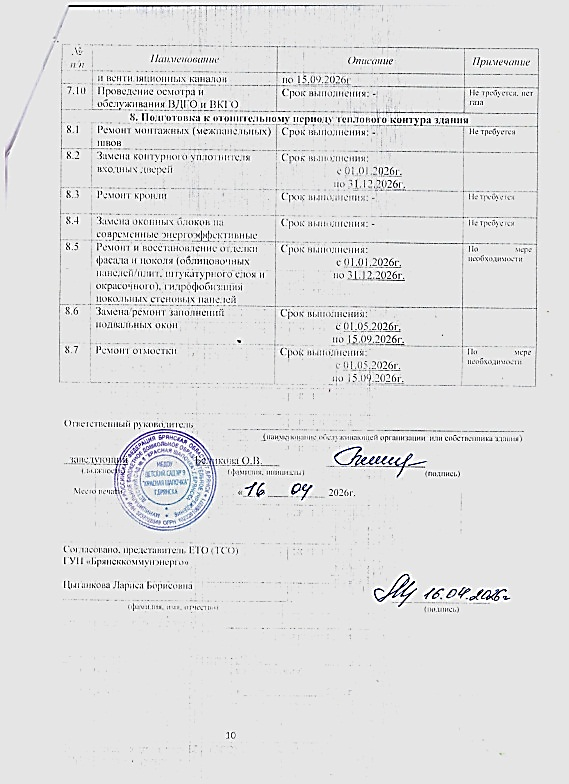 № п/п Наименование Описание Примечание
и вентиляционных каналов по 15.09.2026г
7.10 Проведение осмотра и обслуживания ВДГО и ВКГО Срок выполнения: - Не требуется, нет газа
8. Подготовка к отопительному периоду теплового контура здания
8.1 Ремонт монтажных (межпанельных) швов Срок выполнения: - Не требуется
8.2 Замена контурного уплотнителя входных дверей Срок выполнения:
с 01.01.2026г.
по 31.12.2026г.
8.3 Ремонт кровли Срок выполнения: - Не требуется
8.4 Замена оконных блоков на современные энергоэффективные Срок выполнения: - Не требуется
8.5 Ремонт и восстановление отделки фасада и цоколя (облицовочных панелей/плит, штукатурного слоя и окрасочного), гидрофобизация цокольных стеновых панелей Срок выполнения:
с 01.01.2026г.
по 31.12.2026г.
По мере необходимости
8.6 Замена/ремонт заполнений подвальных окон Срок выполнения:
с 01.05.2026г.
по 15.09.2026г.
8.7 Ремонт отмостки Срок выполнения:
с 01.05.2026г.
по 15.09.2026г.
По мере необходимости
Ответственный руководитель
(наименование обслуживающей организации или собственника здания)
заведующий О.В.
(должность) (фамилия, инициалы) (подпись)
Место печати « 16 04 2026г.
МБДОУ
ДЕТСКИЙ САД
"КРАСНАЯ ШАПОЧКА"
Г.БРЯНСКА
Согласовано, представитель ЕТО (ТСО)
ГУП «Брянсккоммунэнерго»
Цыганкова Лариса Борисовна 16.04.2026г
(фамилия, имя, отчество) (подпись)
10